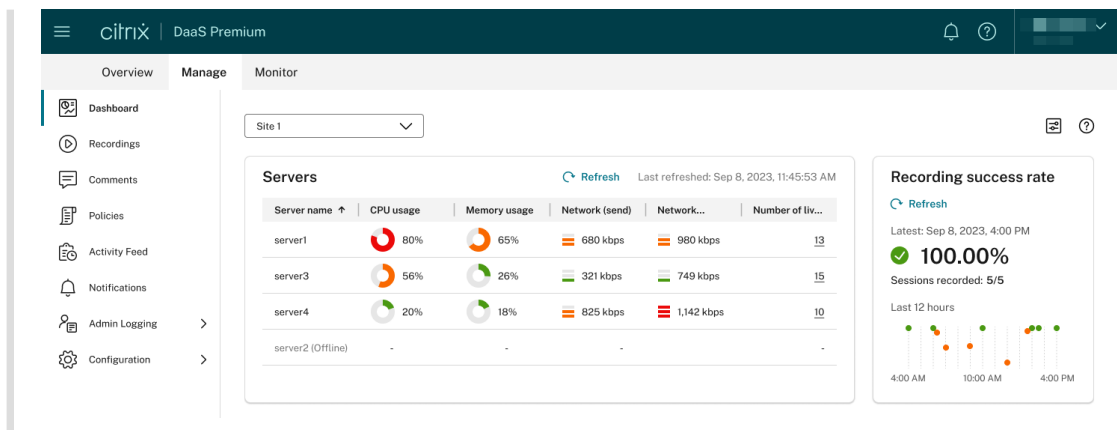 citrix | DaaS Premium
Overview Manage Monitor
Dashboard
Recordings
Comments
Policies
Activity Feed
Notifications
Admin Logging
Configuration
Site 1
Servers Refresh Last refreshed: Sep 8, 2023, 11:45:53 AM
Server name ↑ CPU usage Memory usage Network (send) Network... Number of liv...
server1 80% 65% 680 kbps 980 kbps 13
server3 56% 26% 321 kbps 749 kbps 15
server4 20% 18% 825 kbps 1,142 kbps 10
server2 (Offline) - - - -
Recording success rate
Refresh
Latest: Sep 8, 2023, 4:00 PM
100.00%
Sessions recorded: 5/5
Last 12 hours
4:00 AM 10:00 AM 4:00 PM